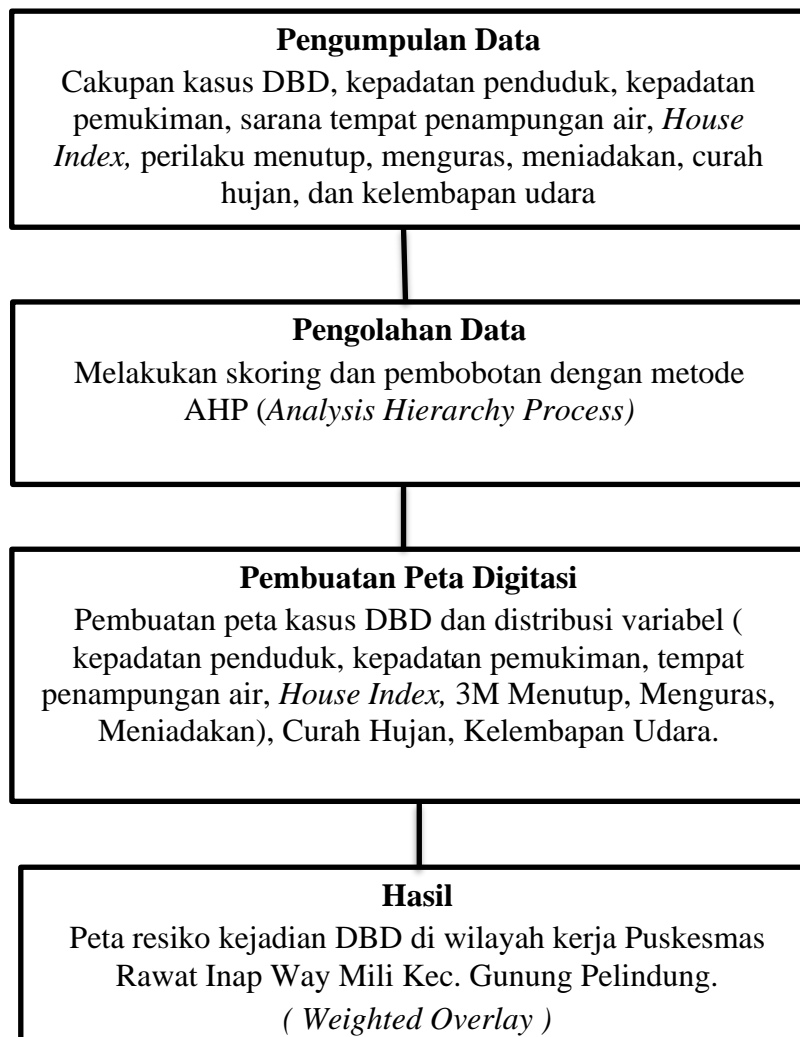 Pengumpulan Data
Cakupan kasus DBD, kepadatan penduduk, kepadatan
pemukiman, sarana tempat penampungan air, House
Index, perilaku menutup, menguras, meniadakan, curah
hujan, dan kelembapan udara
Pengolahan Data
Melakukan skoring dan pembobotan dengan metode
AHP (Analysis Hierarchy Process)
Pembuatan Peta Digitasi
Pembuatan peta kasus DBD dan distribusi variabel (
kepadatan penduduk, kepadatan pemukiman, tempat
penampungan air, House Index, 3M Menutup, Menguras,
Meniadakan), Curah Hujan, Kelembapan Udara.
Hasil
Peta resiko kejadian DBD di wilayah kerja Puskesmas
Rawat Inap Way Mili Kec. Gunung Pelindung.
( Weighted Overlay )